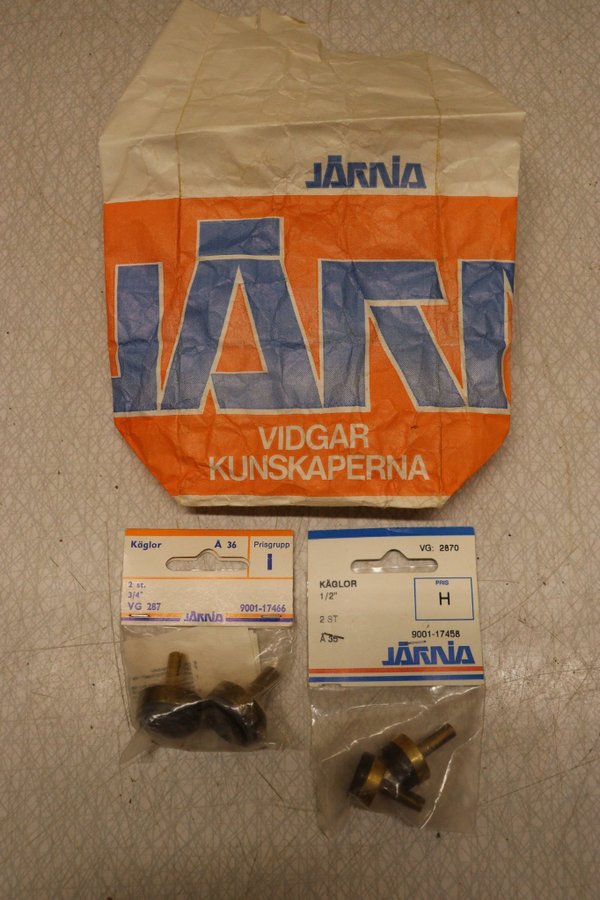 JÄRNIA
JÄRN
VIDGAR
KUNSKAPERNA
Käglor A 36 Prisgrupp
I
2 st.
3/4"
VG 287 9001-17466
JÄRNIA
VG: 2870
KÄGLOR PRIS
1/2" H
2 ST
A 36 9001-17458
JÄRNIA